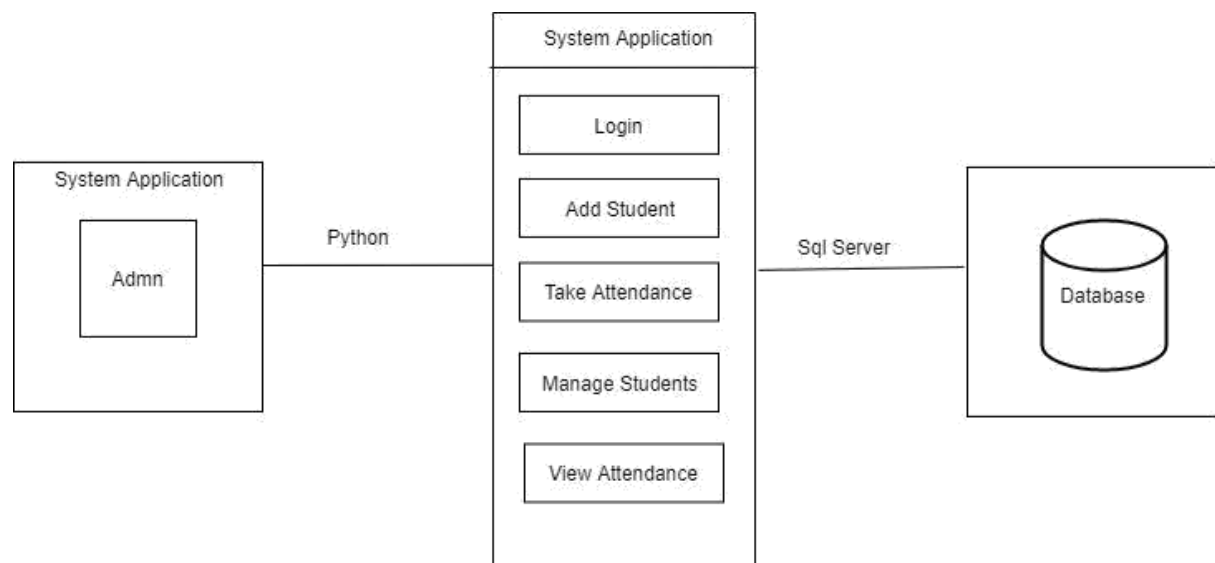 System Application
Admn
Python
System Application
Login
Add Student
Take Attendance
Manage Students
View Attendance
Sql Server
Database